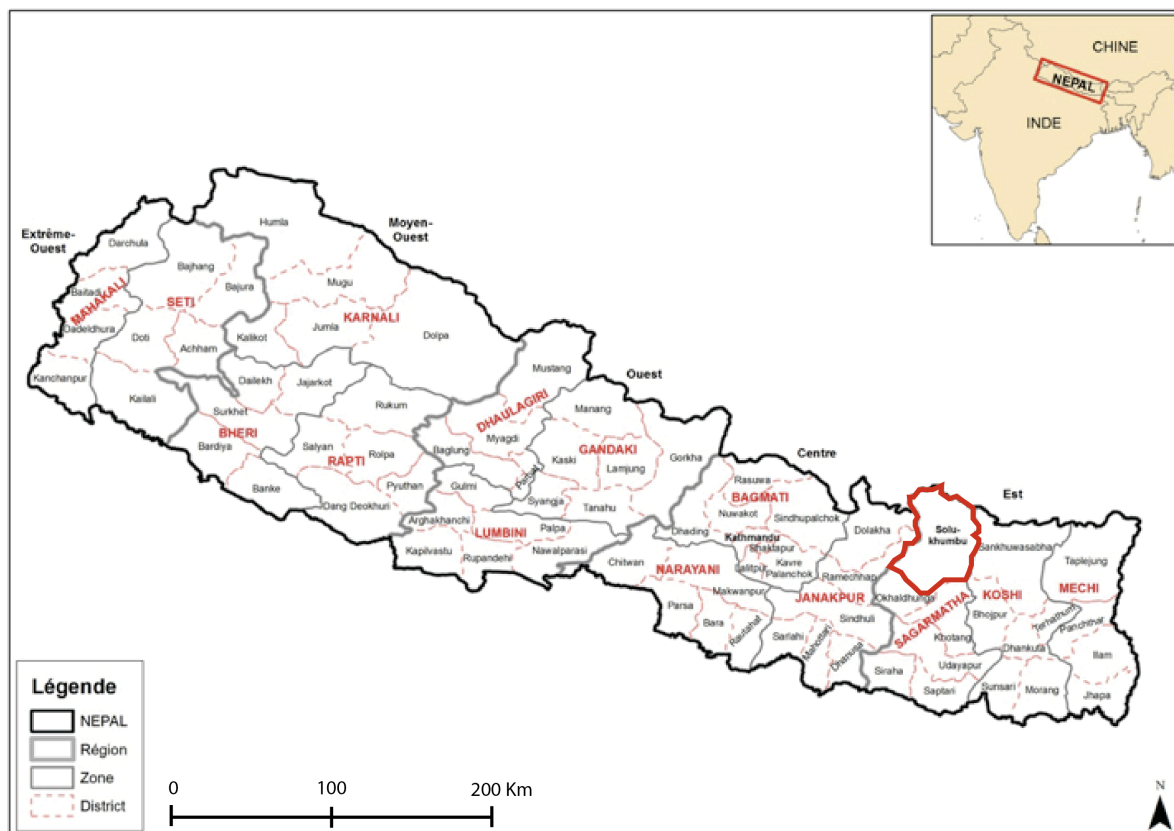 CHINE
NEPAL
INDE
Humla
Extrême-
Ouest
Moyen-
Ouest
Darchula
Bajhang
Bajura
Mugu
Baitadi
MAHAKALI
SETI
Dadeldhura
KARNALI
Jumla
Doti
Kalikot
Dolpa
Achham
Mustang
Ouest
Kanchanpur
Dailekh
Jajarkot
Kailali
Rukum
DHAULAGIRI
Manang
Surkhet
BHERI
Bardiya
Salyan
Rolpa
RAPTI
Myagdi
Baglung
GANDAKI
Kaski
Lamjung
Gorkha
Centre
Parbat
Banke
Pyuthan
Gulmi
Syangja
Tanahu
Dang Deokhuri
Arghakhanchi
LUMBINI
Palpa
Kapilvastu
Rupandehi
Nawalparasi
Rasuwa
BAGMATI
Nuwakot
Sindhupalchok
Dhading
Kathmandu
Bhaktapur
Lalitpur
Kavre
Palanchok
Dolakha
Est
Solu-
khumbu
Sankhuwasabha
Taplejung
Chitwan
NARAYANI
Makwanpur
Ramechhap
JANAKPUR
Okhaldhunga
SAGARMATHA
KOSHI
MECHI
Parsa
Bara
Rautahat
Sarlahi
Mahottari
Dhanusa
Sindhuli
Khotang
Bhojpur
Terhathum
Panchthar
Dhankuta
Ilam
Siraha
Udayapur
Saptari
Sunsari
Morang
Jhapa
Légende
NEPAL
Région
Zone
District
0 100 200 Km
N